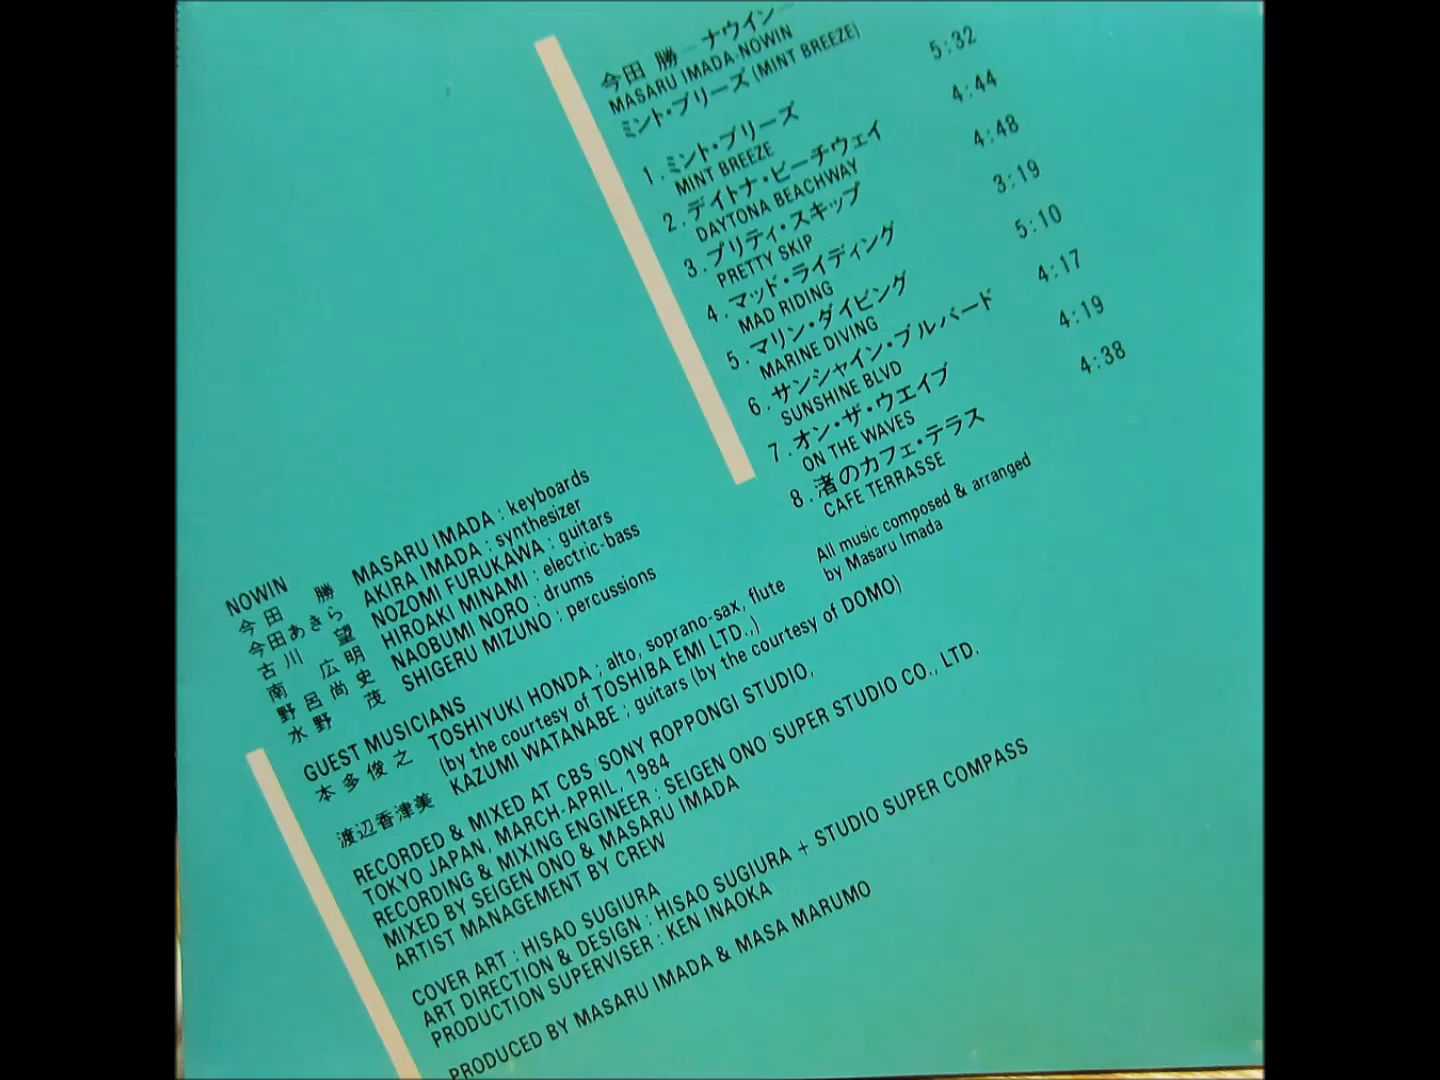 今田 勝－ナウイン－
MASARU IMADA-NOWIN
ミント・ブリーズ (MINT BREEZE)
1. ミント・ブリーズ 5:32
MINT BREEZE
2. デイトナ・ビーチウェイ 4:44
DAYTONA BEACHWAY
3. プリティ・スキップ 4:48
PRETTY SKIP
4. マッド・ライディング 3:19
MAD RIDING
5. マリン・ダイビング 5:10
MARINE DIVING
6. サンシャイン・ブルバード 4:17
SUNSHINE BLVD
7. オン・ザ・ウエイブ 4:19
ON THE WAVES
8. 渚のカフェ・テラス 4:38
CAFE TERRASSE
All music composed & arranged
by Masaru Imada
NOWIN
今田 勝 MASARU IMADA : keyboards
今田あきら AKIRA IMADA : synthesizer
古川 望 NOZOMI FURUKAWA : guitars
南 広明 HIROAKI MINAMI : electric-bass
野呂尚史 NAOBUMI NORO : drums
水野 茂 SHIGERU MIZUNO : percussions
GUEST MUSICIANS
本多俊之 TOSHIYUKI HONDA ; alto, soprano-sax, flute
(by the courtesy of TOSHIBA EMI LTD.,)
渡辺香津美 KAZUMI WATANABE ; guitars (by the courtesy of DOMO)
RECORDED & MIXED AT CBS/SONY ROPPONGI STUDIO,
TOKYO JAPAN, MARCH-APRIL, 1984
RECORDING & MIXING ENGINEER : SEIGEN ONO/SUPER STUDIO CO., LTD.
MIXED BY SEIGEN ONO & MASARU IMADA
ARTIST MANAGEMENT BY CREW
COVER ART : HISAO SUGIURA
ART DIRECTION & DESIGN : HISAO SUGIURA + STUDIO SUPER COMPASS
PRODUCTION SUPERVISER : KEN INAOKA
PRODUCED BY MASARU IMADA & MASA MARUMO